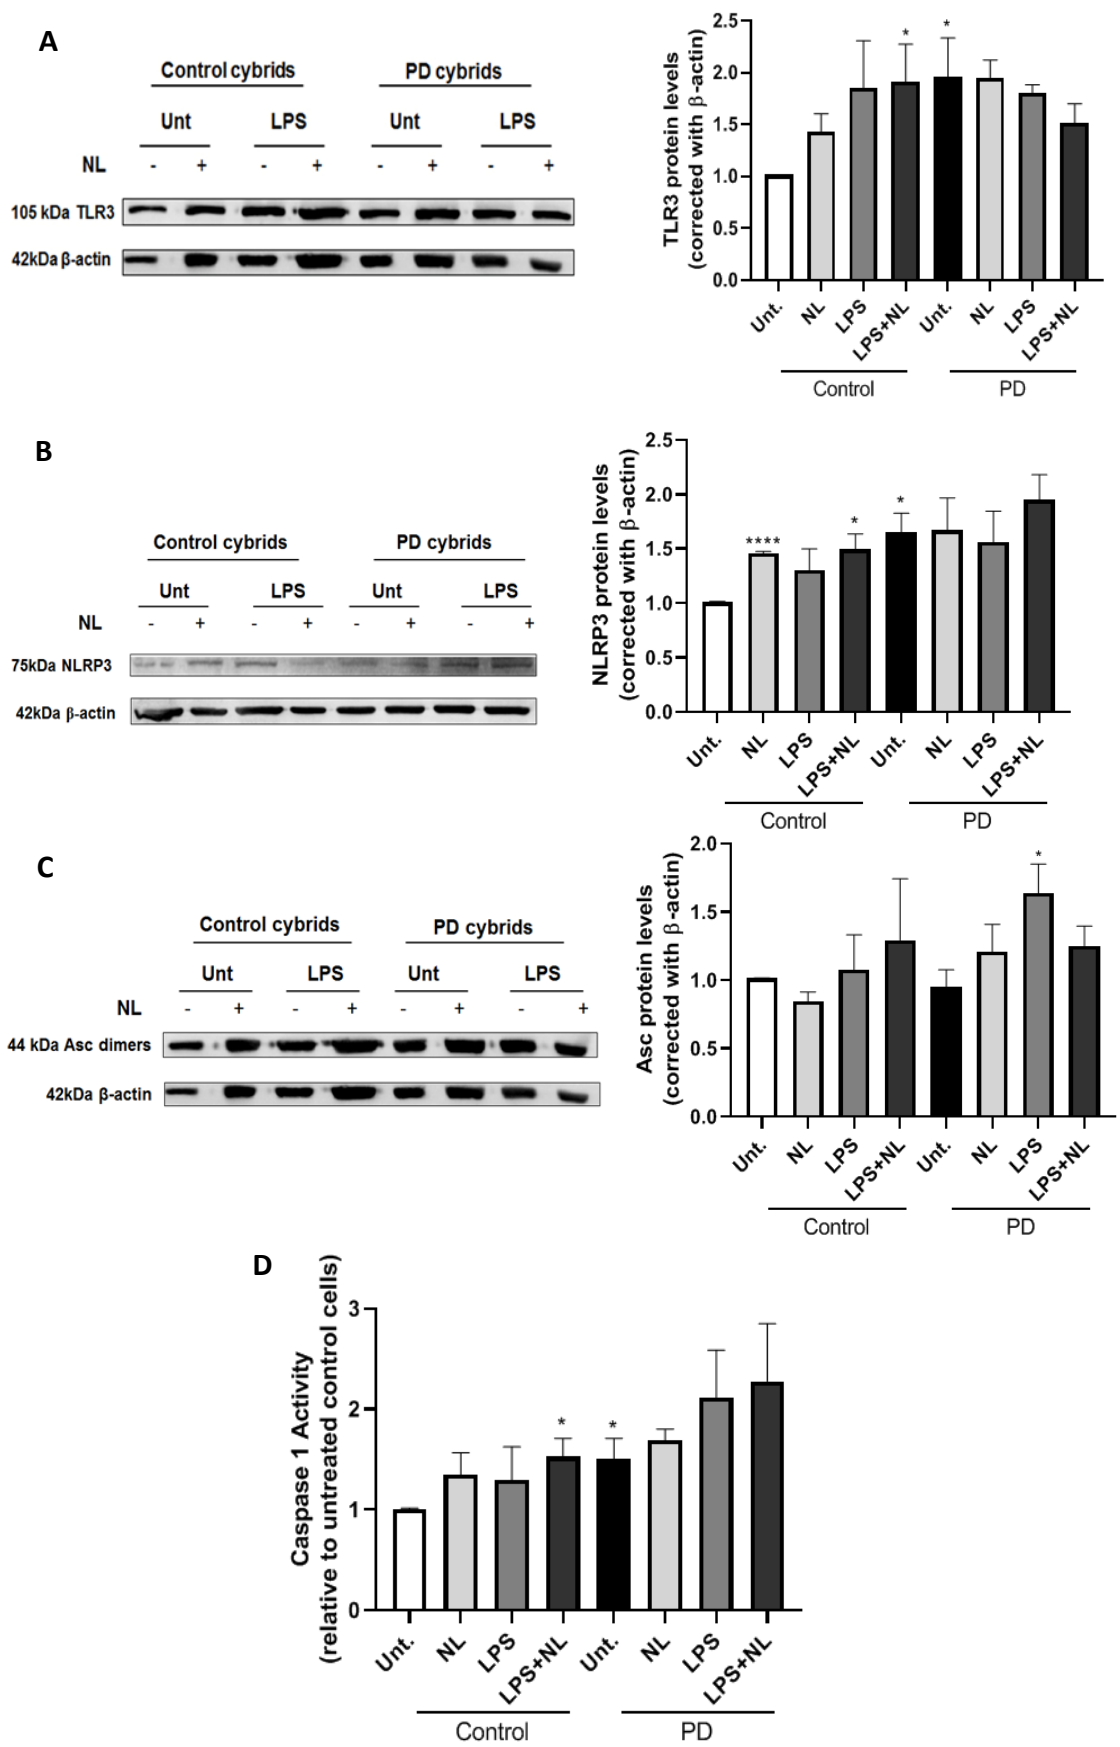 A
Control cybrids PD cybrids
Unt LPS Unt LPS
NL - + - + - + - +
105 kDa TLR3
42kDa β-actin
TLR3 protein levels
(corrected with β-actin)
2.5
2.0
1.5
1.0
0.5
0.0
* *
Unt. NL LPS LPS+NL Unt. NL LPS LPS+NL
Control PD
B
Control cybrids PD cybrids
Unt LPS Unt LPS
NL - + - + - + - +
75kDa NLRP3
42kDa β-actin
NLRP3 protein levels
(corrected with β-actin)
2.5
2.0
1.5
1.0
0.5
0.0
**** * *
Unt. NL LPS LPS+NL Unt. NL LPS LPS+NL
Control PD
C
Control cybrids PD cybrids
Unt LPS Unt LPS
NL - + - + - + - +
44 kDa Asc dimers
42kDa β-actin
Asc protein levels
(corrected with β-actin)
2.0
1.5
1.0
0.5
0.0
*
Unt. NL LPS LPS+NL Unt. NL LPS LPS+NL
Control PD
D
Caspase 1 Activity
(relative to untreated control cells)
3
2
1
0
* *
Unt. NL LPS LPS+NL Unt. NL LPS LPS+NL
Control PD